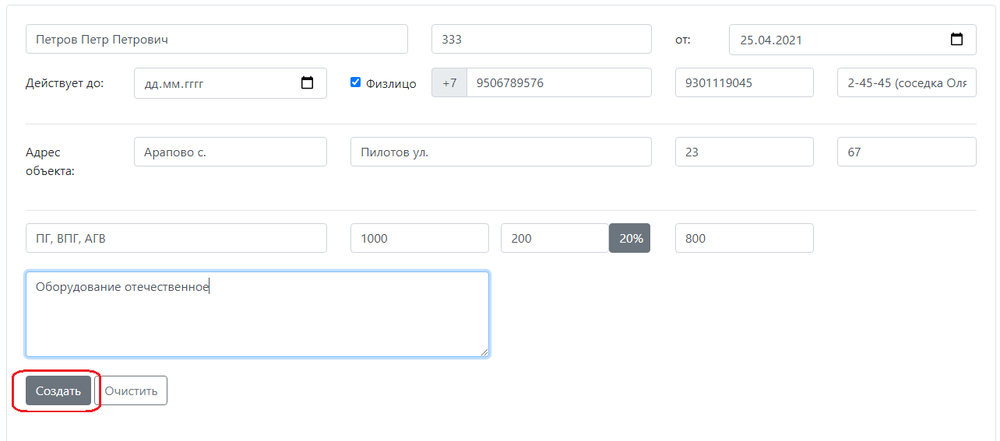 Петров Петр Петрович 333 от: 25.04.2021
Действует до: дд.мм.гггг Физлицо +7 9506789576 9301119045 2-45-45 (соседка Оля
Адрес объекта: Арапово с. Пилотов ул. 23 67
ПГ, ВПГ, АГВ 1000 200 20% 800
Оборудование отечественное
Создать Очистить